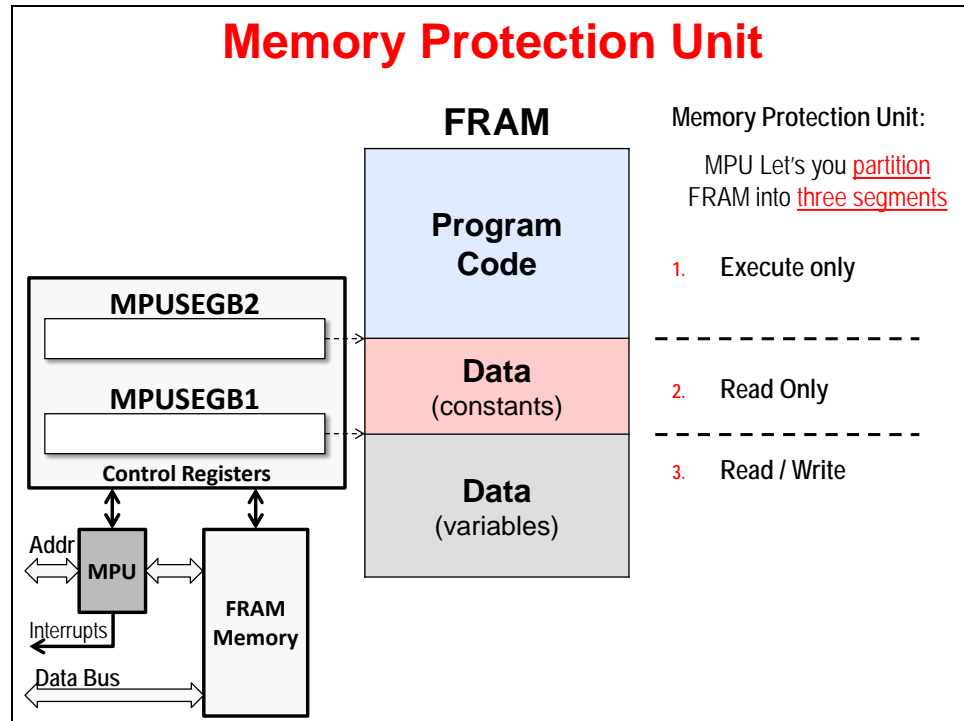 Memory Protection Unit
FRAM
Program
Code
Data
(constants)
Data
(variables)
Memory Protection Unit:
MPU Let's you partition
FRAM into three segments
1. Execute only
2. Read Only
3. Read / Write
MPUSEGB2
MPUSEGB1
Control Registers
Addr
MPU
Interrupts
FRAM
Memory
Data Bus